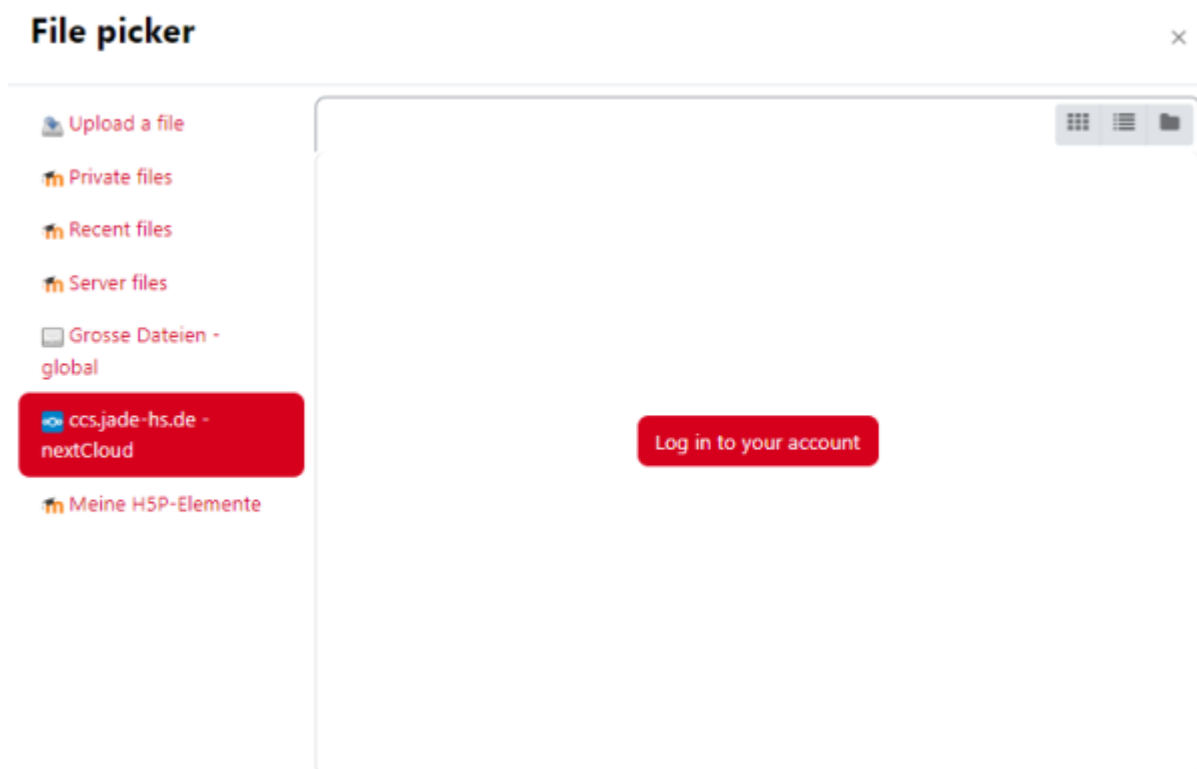 File picker
Upload a file
Private files
Recent files
Server files
Grosse Dateien -
global
ccs.jade-hs.de -
nextCloud
Meine H5P-Elemente
Log in to your account